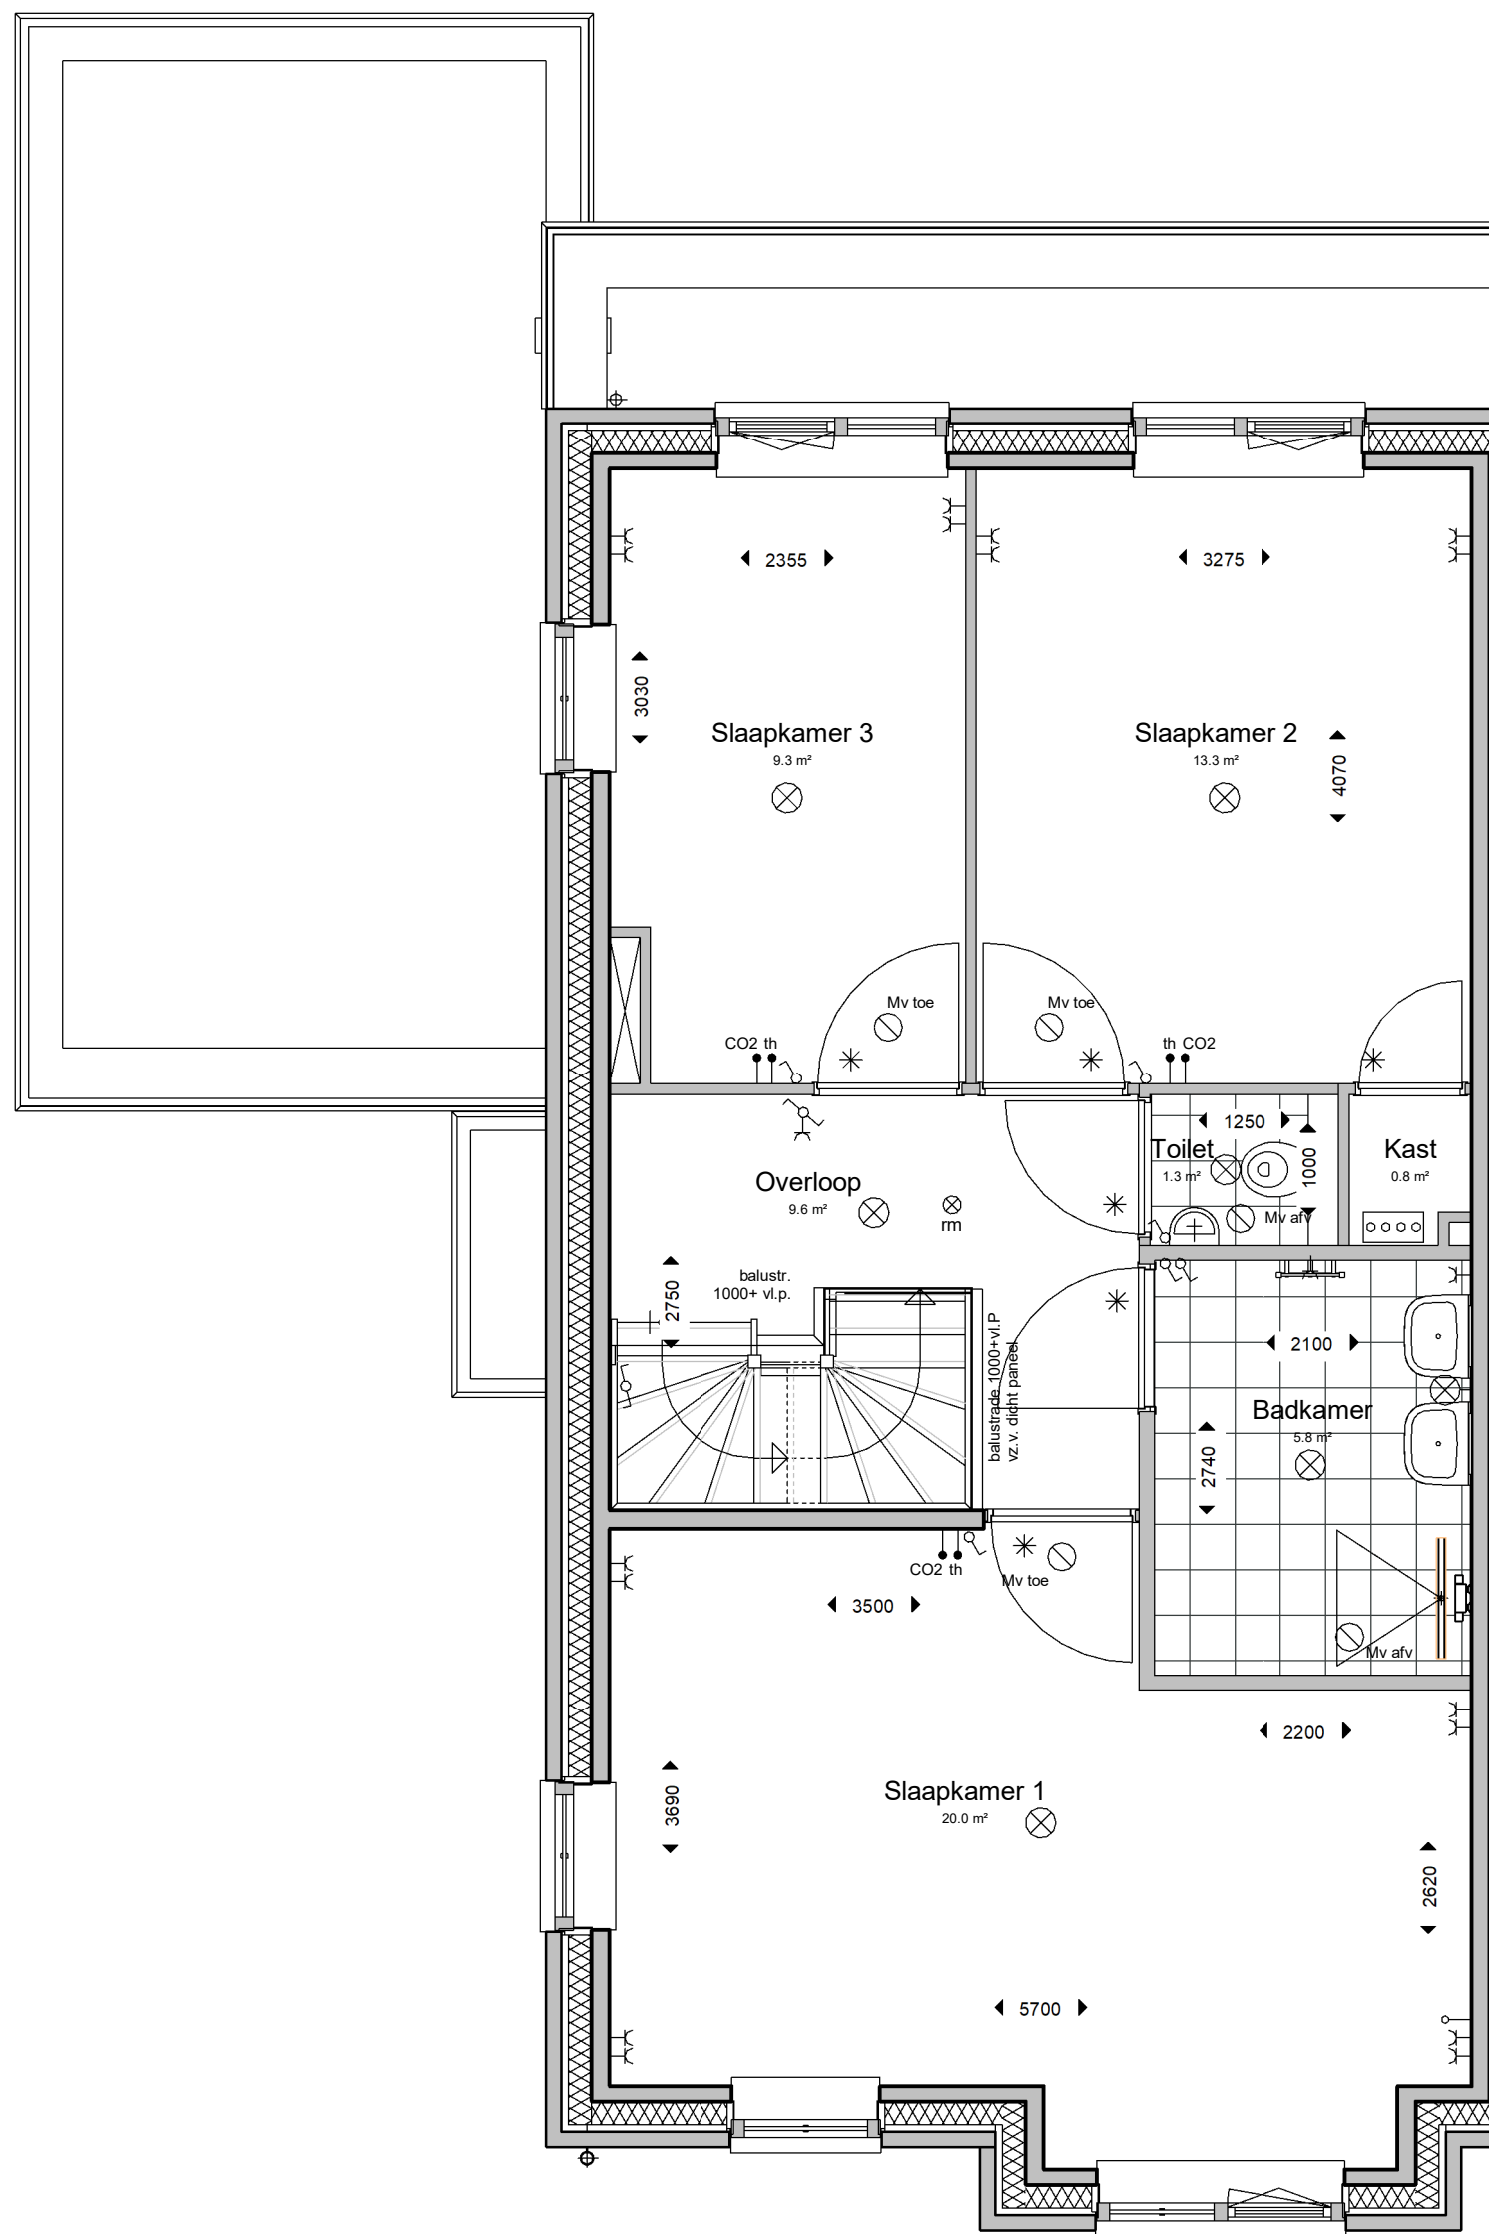 2355
3275
3030
Slaapkamer 3
9.3 m²
Slaapkamer 2
13.3 m²
4070
Mv toe
Mv toe
CO2 th
th CO2
1250
Toilet
1.3 m²
1000
Kast
0.8 m²
Mv afv
Overloop
9.6 m²
rm
balustr.
1000+ vl.p.
2750
balustrade 1000+vl.P
vz.v. dicht paneel
2100
Badkamer
5.8 m²
2740
CO2 th
Mv toe
3500
Mv afv
2200
Slaapkamer 1
20.0 m²
3690
2620
5700